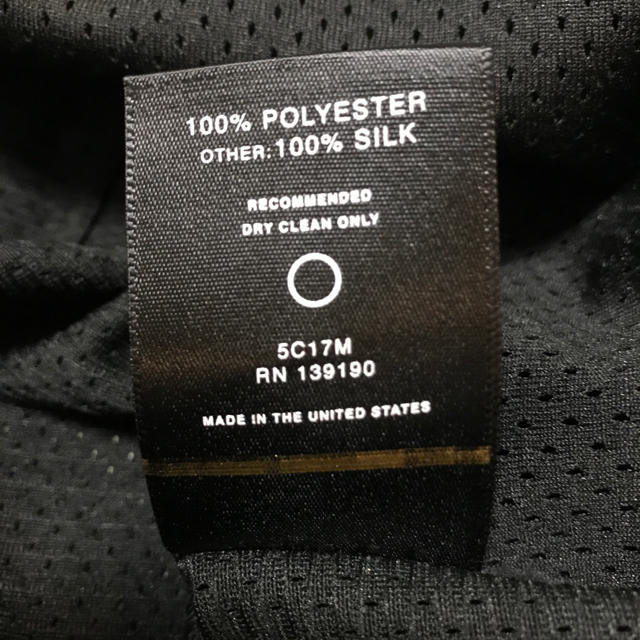 100% POLYESTER
OTHER:100% SILK
RECOMMENDED
DRY CLEAN ONLY
5C17M
RN 139190
MADE IN THE UNITED STATES